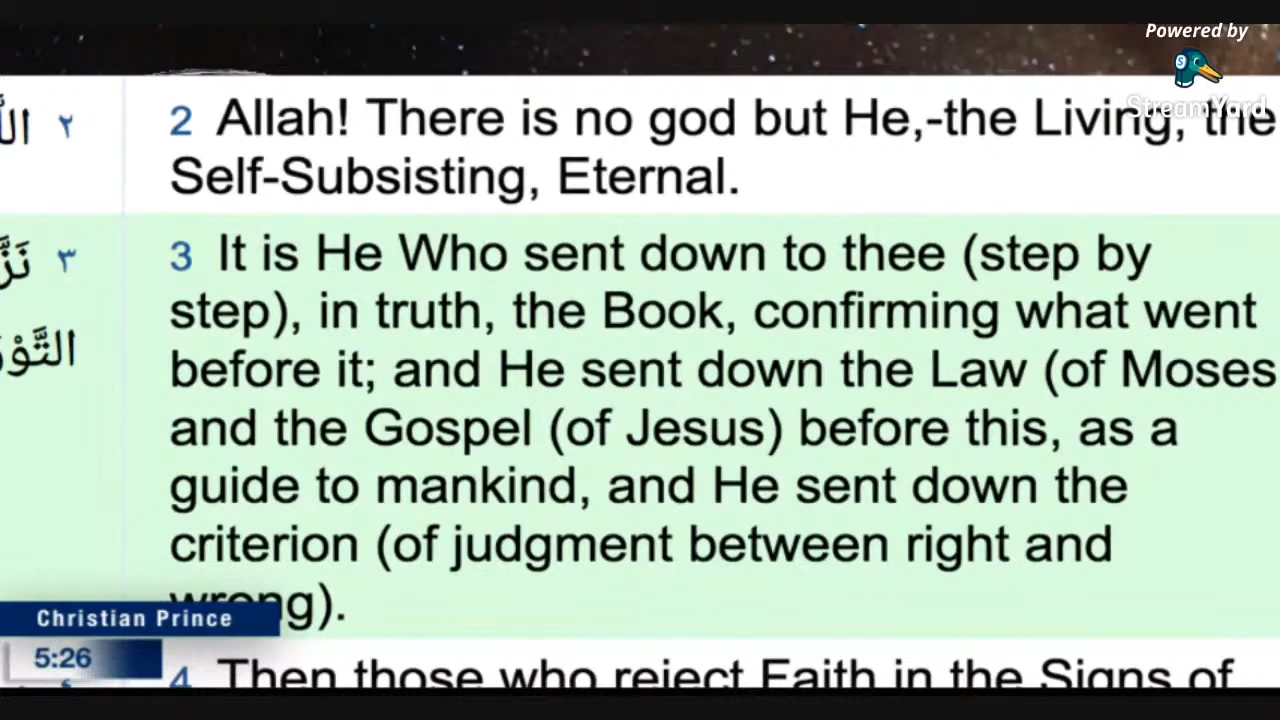 Powered by
StreamYard
٢
2 Allah! There is no god but He,-the Living, the
Self-Subsisting, Eternal.
٣
3 It is He Who sent down to thee (step by
step), in truth, the Book, confirming what went
before it; and He sent down the Law (of Moses
and the Gospel (of Jesus) before this, as a
guide to mankind, and He sent down the
criterion (of judgment between right and
wrong).
Christian Prince
5:26
4 Then those who reject Faith in the Signs of